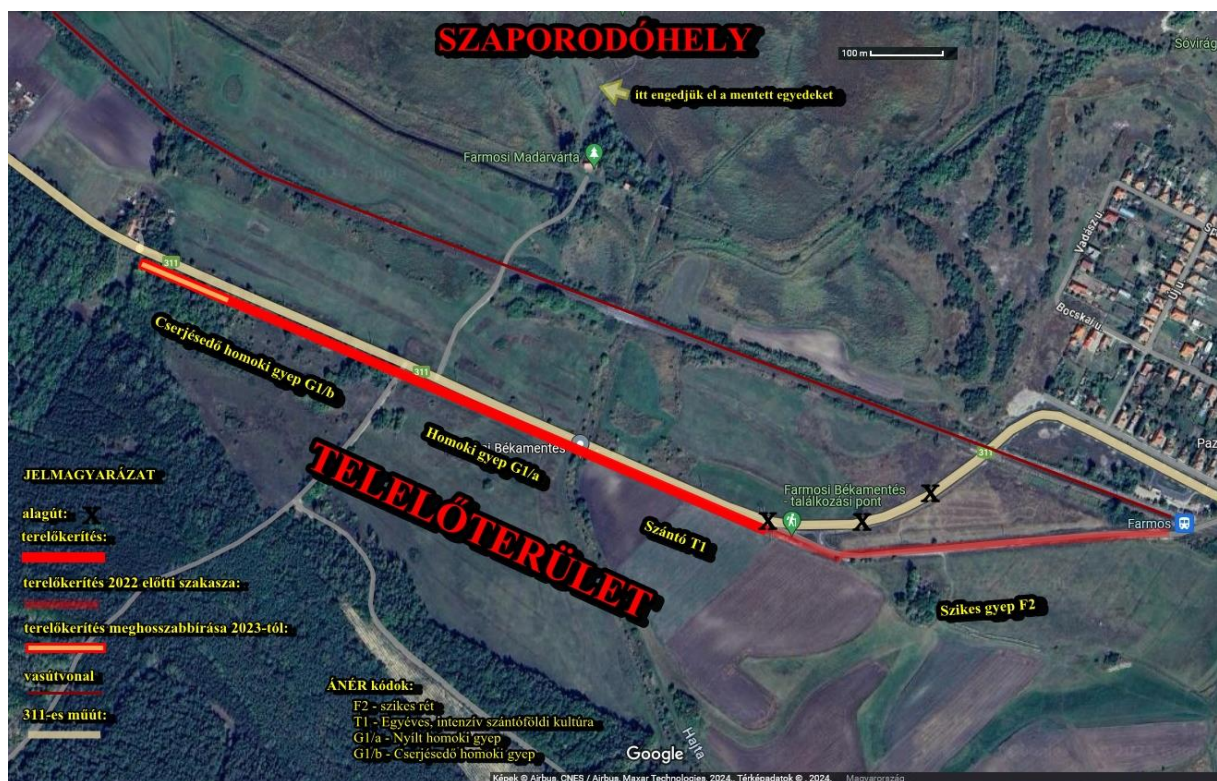 SZAPORODÓHELY
100 m
Sóvirág
itt engedjük el a mentett egyedeket
Farmosi Madárvárta
Vadász u.
Új u.
Bocskai u.
311
Cserjésedő homoki gyep G1/b
311
Homoki gyep G1/a
Békamentés
311
TELELŐTERÜLET
Farmosi Békamentés
- találkozási pont
Farmos
Szántó T1
Szikes gyep F2
JELMAGYARÁZAT
alagút: X
terelőkerítés:
terelőkerítés 2022 előtti szakasza:
terelőkerítés meghosszabbírása 2023-tól:
vasútvonal
311-es műút:
X
X
X
ÁNÉR kódok:
F2 - szikes rét
T1 - Egyéves, intenzív szántóföldi kultúra
G1/a - Nyílt homoki gyep
G1/b - Cserjésedő homoki gyep
Hajta
Google
Képek © Airbus, CNES / Airbus, Maxar Technologies, 2024., Térképadatok © , 2024. Magyarország